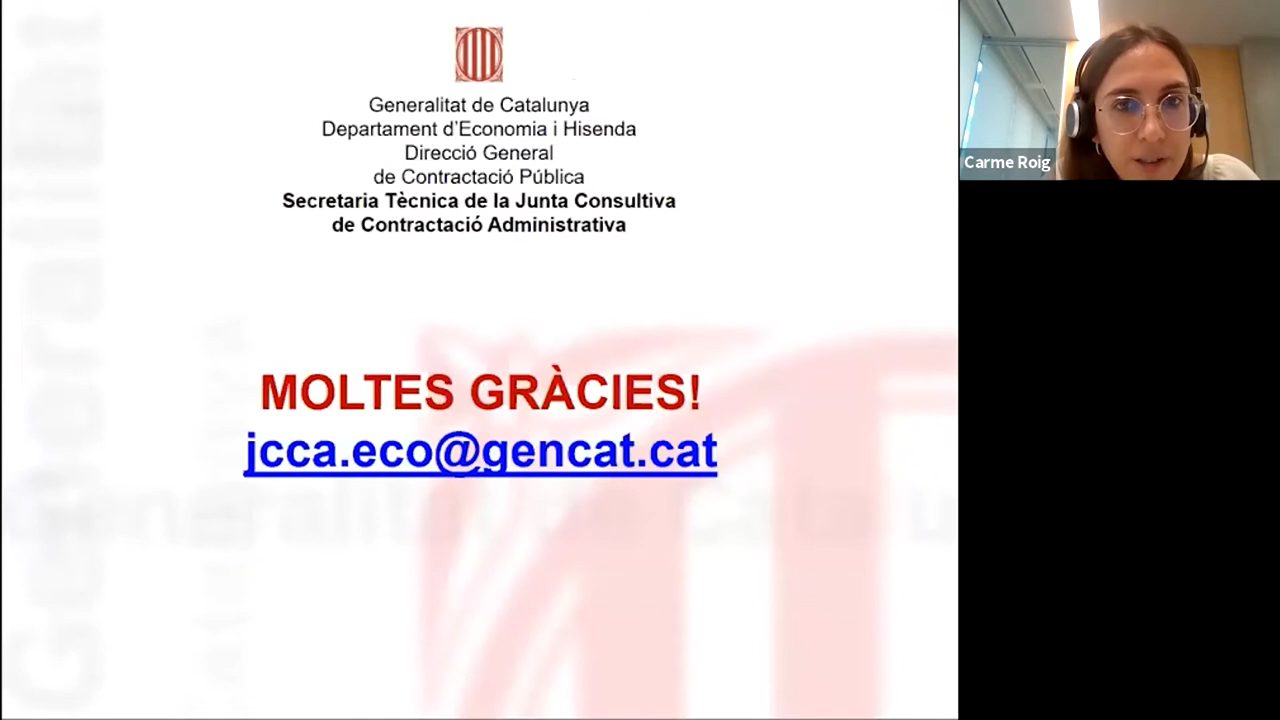 Generalitat de Catalunya
Departament d'Economia i Hisenda
Direcció General
de Contractació Pública
Secretaria Tècnica de la Junta Consultiva
de Contractació Administrativa
MOLTES GRÀCIES!
jcca.eco@gencat.cat
Carme Roig